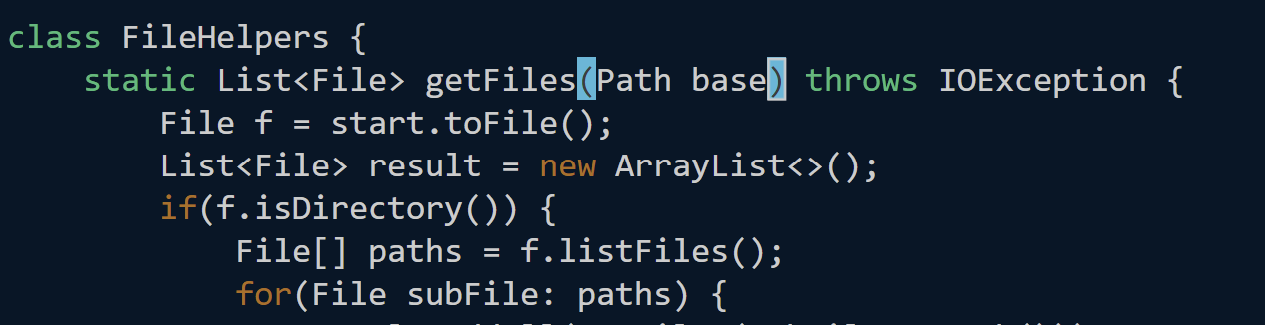 class FileHelpers {
    static List<File> getFiles(Path base) throws IOException {
        File f = start.toFile();
        List<File> result = new ArrayList<>();
        if(f.isDirectory()) {
            File[] paths = f.listFiles();
            for(File subFile: paths) {